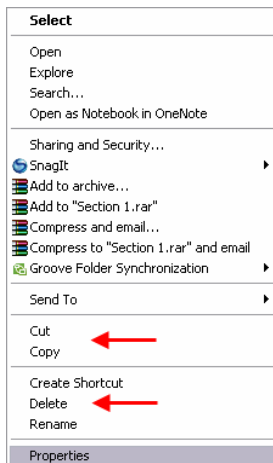 Select
Open
Explore
Search...
Open as Notebook in OneNote
Sharing and Security...
SnagIt
Add to archive...
Add to "Section 1.rar"
Compress and email...
Compress to "Section 1.rar" and email
Groove Folder Synchronization
Send To
Cut
Copy
Create Shortcut
Delete
Rename
Properties